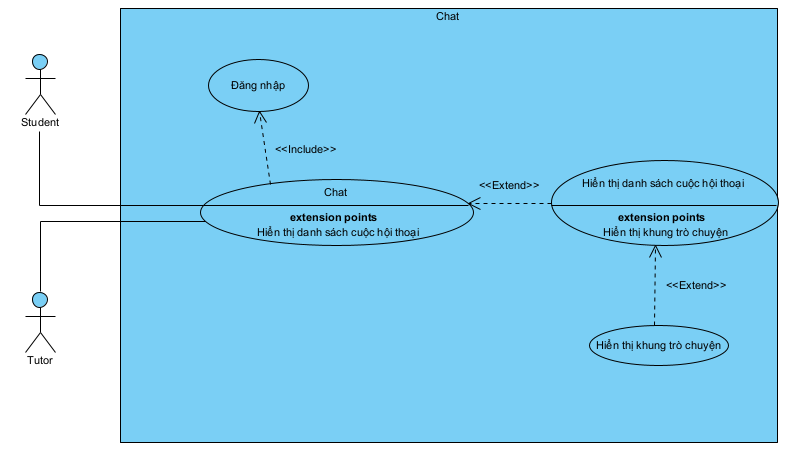 Chat
Đăng nhập
Student
<<Include>>
Chat
extension points
Hiển thị danh sách cuộc hội thoại
<<Extend>>
Hiển thị danh sách cuộc hội thoại
extension points
Hiển thị khung trò chuyện
<<Extend>>
Hiển thị khung trò chuyện
Tutor